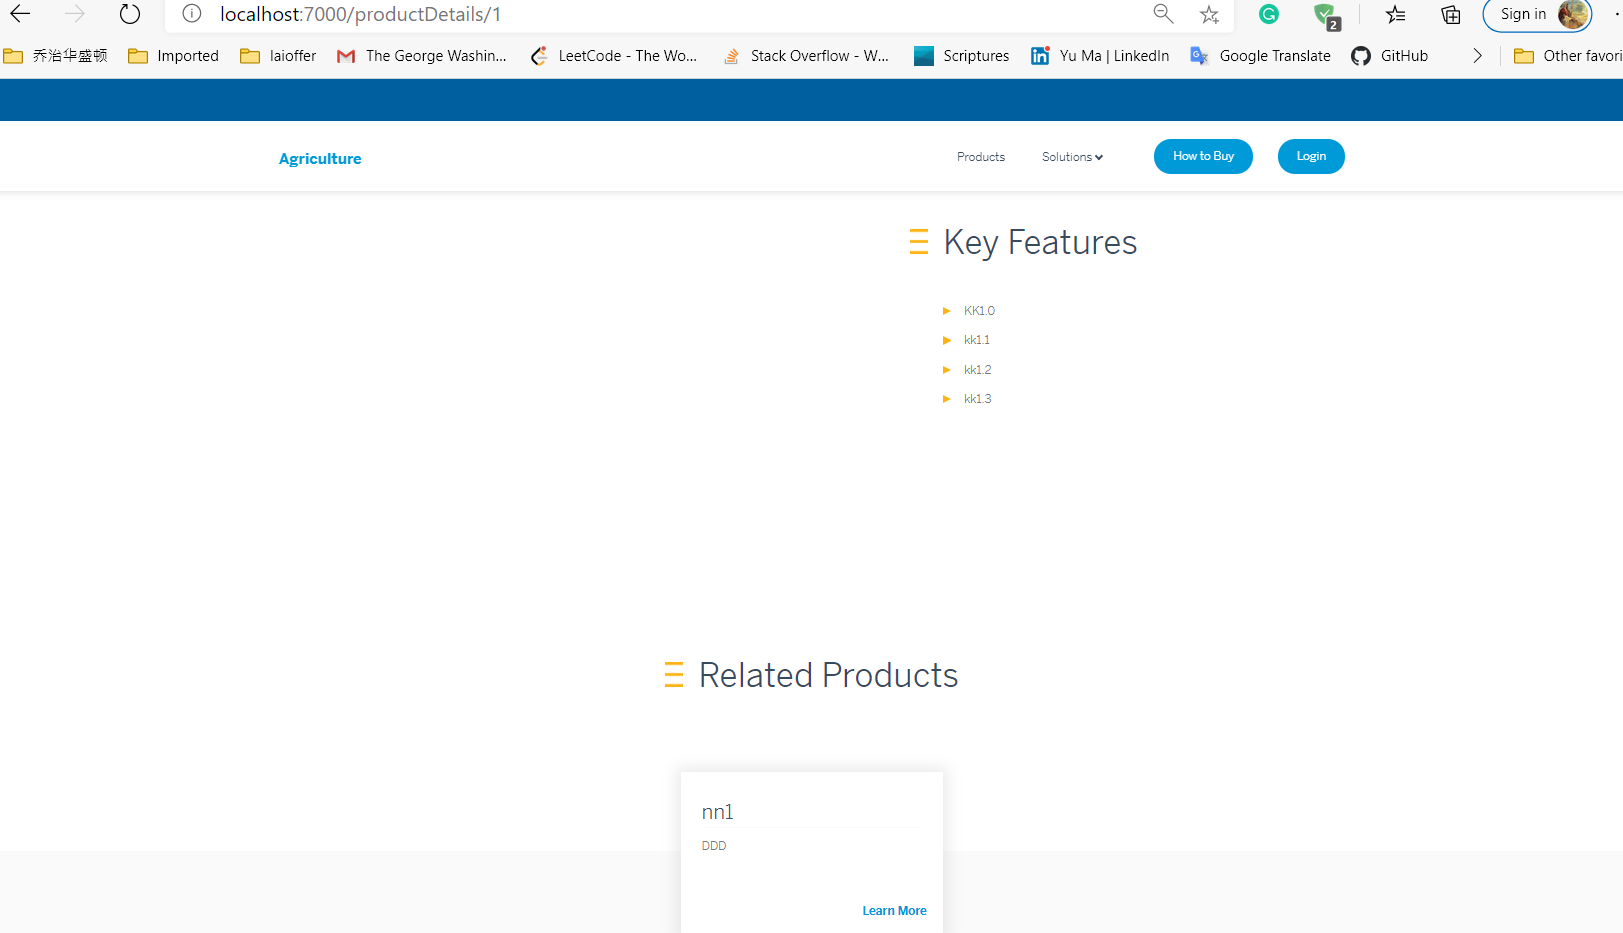 localhost:7000/productDetails/1
2
Sign in
乔治华盛顿
Imported
laioffer
The George Washin...
LeetCode - The Wo...
Stack Overflow - W...
Scriptures
Yu Ma | LinkedIn
Google Translate
GitHub
Other favori
Agriculture
Products
Solutions
How to Buy
Login
Key Features
KK1.0
kk1.1
kk1.2
kk1.3
Related Products
nn1
DDD
Learn More